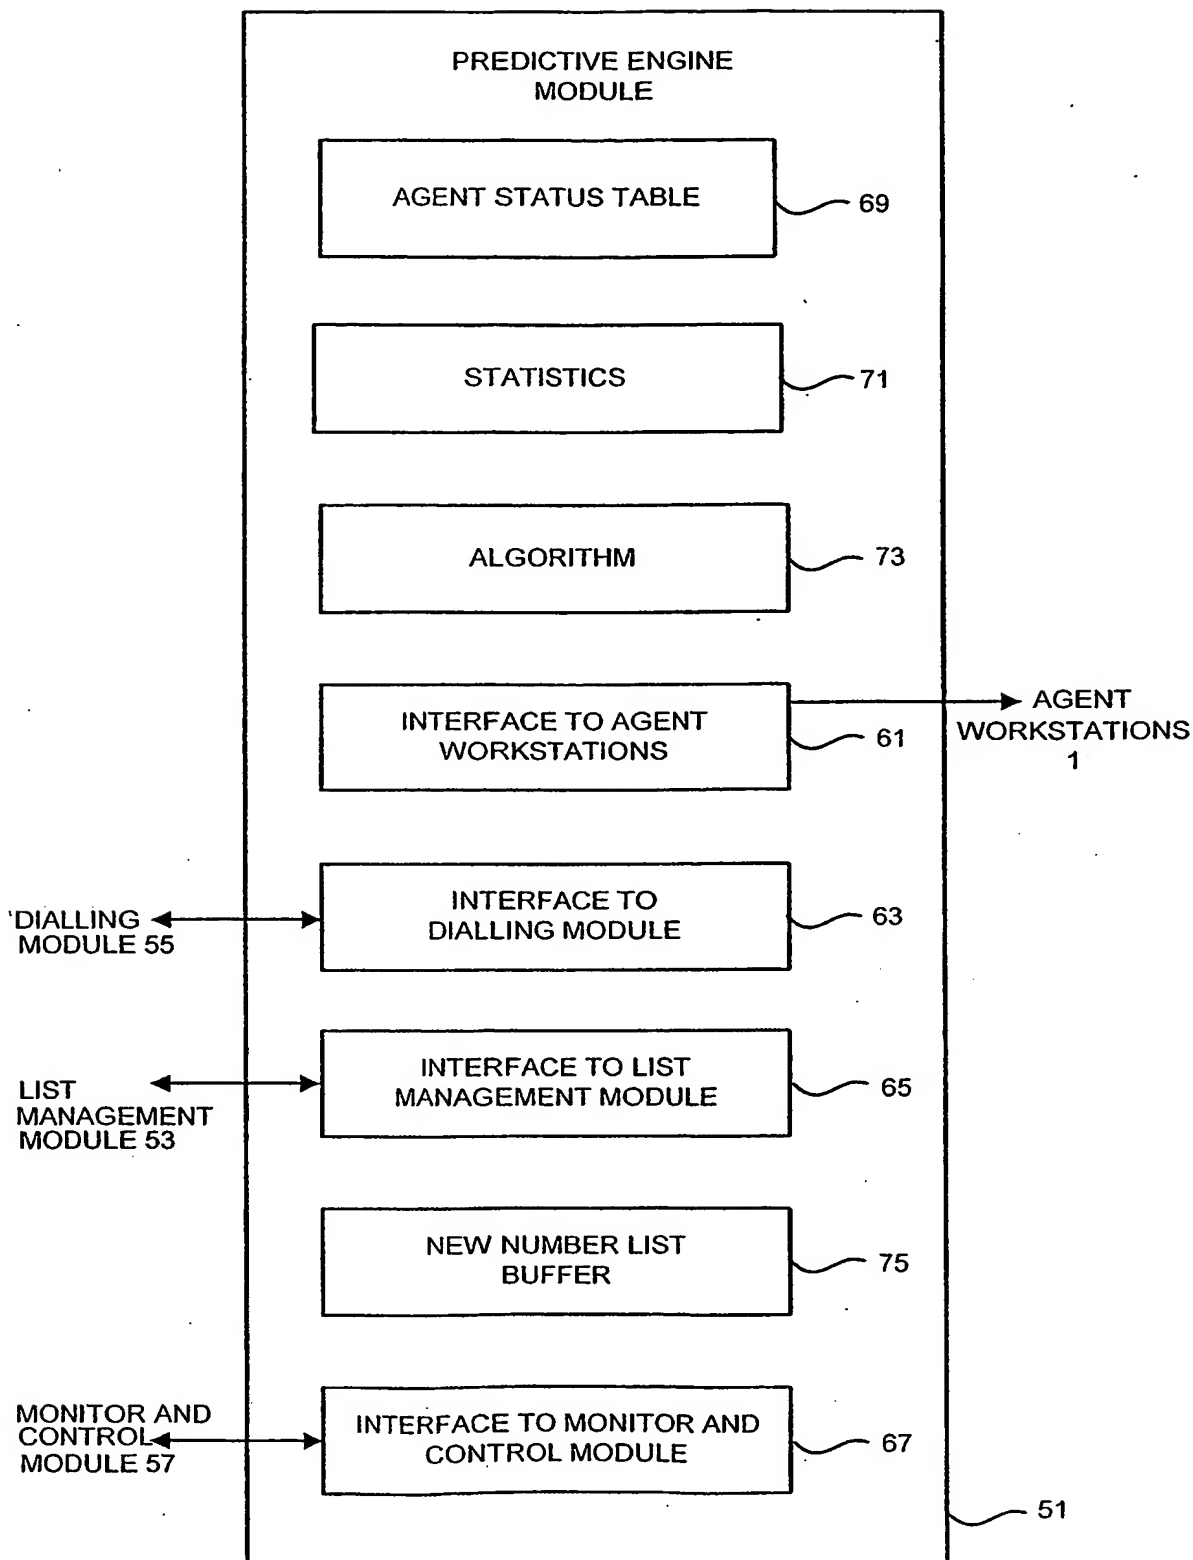 PREDICTIVE ENGINE
MODULE
AGENT STATUS TABLE
69
STATISTICS
71
ALGORITHM
73
INTERFACE TO AGENT
WORKSTATIONS
61
AGENT
WORKSTATIONS
1
DIALLING
MODULE 55
INTERFACE TO
DIALLING MODULE
63
LIST
MANAGEMENT
MODULE 53
INTERFACE TO LIST
MANAGEMENT MODULE
65
NEW NUMBER LIST
BUFFER
75
MONITOR AND
CONTROL
MODULE 57
INTERFACE TO MONITOR AND
CONTROL MODULE
67
51